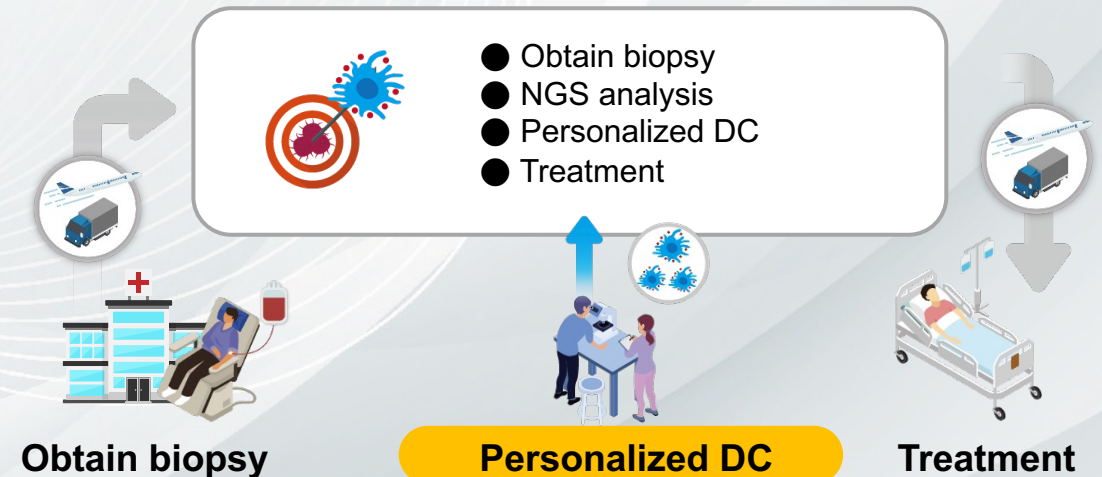 ● Obtain biopsy
● NGS analysis
● Personalized DC
● Treatment
Obtain biopsy
Personalized DC
Treatment